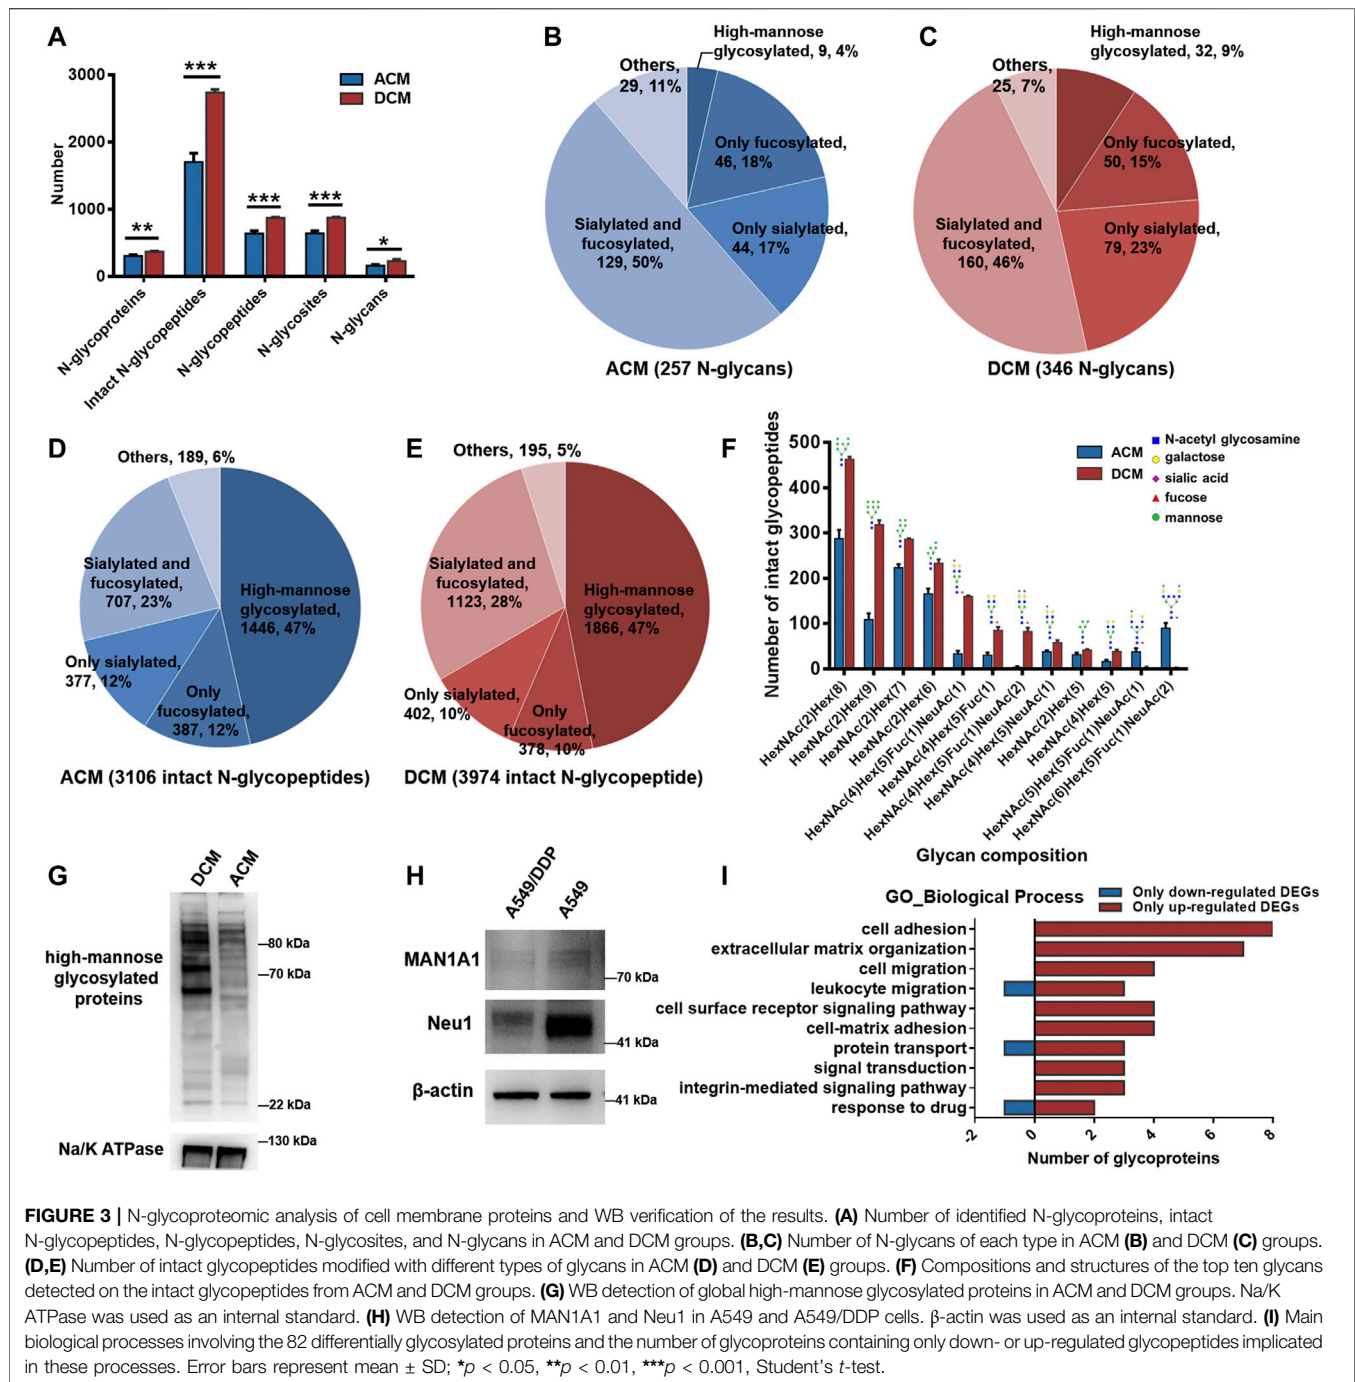 A
Number
3000
2000
1000
0
ACM
DCM
**
***
***
***
*
N-glycoproteins
Intact N-glycopeptides
N-glycopeptides
N-glycosites
N-glycans
B
High-mannose
glycosylated, 9, 4%
Others,
29, 11%
Only fucosylated,
46, 18%
Only sialylated,
44, 17%
Sialylated and
fucosylated,
129, 50%
ACM (257 N-glycans)
C
High-mannose
glycosylated, 32, 9%
Others,
25, 7%
Only fucosylated,
50, 15%
Only sialylated,
79, 23%
Sialylated and
fucosylated,
160, 46%
DCM (346 N-glycans)
D
Others, 189, 6%
Sialylated and
fucosylated,
707, 23%
High-mannose
glycosylated,
1446, 47%
Only sialylated,
377, 12%
Only
fucosylated,
387, 12%
ACM (3106 intact N-glycopeptides)
E
Others, 195, 5%
Sialylated and
fucosylated,
1123, 28%
High-mannose
glycosylated,
1866, 47%
Only sialylated,
402, 10%
Only
fucosylated,
378, 10%
DCM (3974 intact N-glycopeptide)
F
Numeber of intact glycopeptides
500
400
300
200
100
0
ACM
DCM
N-acetyl glycosamine
galactose
sialic acid
fucose
mannose
HexNAc(2)Hex(8)
HexNAc(2)Hex(9)
HexNAc(2)Hex(7)
HexNAc(2)Hex(6)
HexNAc(4)Hex(5)Fuc(1)NeuAc(1)
HexNAc(4)Hex(5)Fuc(1)
HexNAc(4)Hex(5)Fuc(1)NeuAc(2)
HexNAc(4)Hex(5)NeuAc(1)
HexNAc(2)Hex(5)
HexNAc(4)Hex(5)
HexNAc(5)Hex(5)Fuc(1)NeuAc(1)
HexNAc(6)Hex(5)Fuc(1)NeuAc(2)
Glycan composition
G
DCM
ACM
high-mannose
glycosylated
proteins
80 kDa
70 kDa
22 kDa
130 kDa
Na/K ATPase
H
A549/DDP
A549
MAN1A1
70 kDa
Neu1
41 kDa
β-actin
41 kDa
I
GO_Biological Process
Only down-regulated DEGs
Only up-regulated DEGs
cell adhesion
extracellular matrix organization
cell migration
leukocyte migration
cell surface receptor signaling pathway
cell-matrix adhesion
protein transport
signal transduction
integrin-mediated signaling pathway
response to drug
-2
0
2
4
6
8
Number of glycoproteins
FIGURE 3 | N-glycoproteomic analysis of cell membrane proteins and WB verification of the results. (A) Number of identified N-glycoproteins, intact
N-glycopeptides, N-glycopeptides, N-glycosites, and N-glycans in ACM and DCM groups. (B,C) Number of N-glycans of each type in ACM (B) and DCM (C) groups.
(D,E) Number of intact glycopeptides modified with different types of glycans in ACM (D) and DCM (E) groups. (F) Compositions and structures of the top ten glycans
detected on the intact glycopeptides from ACM and DCM groups. (G) WB detection of global high-mannose glycosylated proteins in ACM and DCM groups. Na/K
ATPase was used as an internal standard. (H) WB detection of MAN1A1 and Neu1 in A549 and A549/DDP cells. β-actin was used as an internal standard. (I) Main
biological processes involving the 82 differentially glycosylated proteins and the number of glycoproteins containing only down- or up-regulated glycopeptides implicated
in these processes. Error bars represent mean ± SD; *p < 0.05, **p < 0.01, ***p < 0.001, Student's t-test.